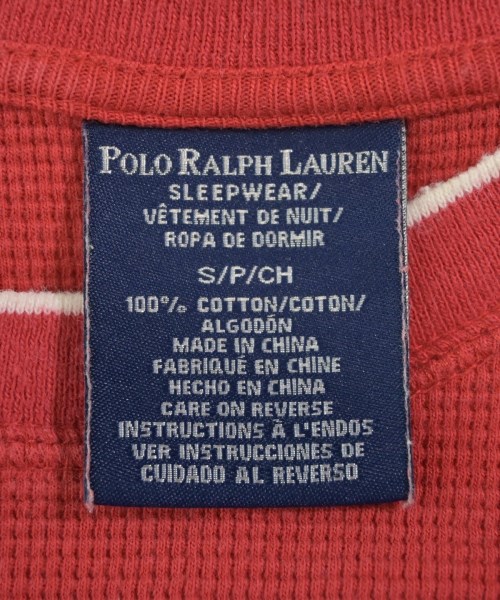 POLO RALPH LAUREN
SLEEPWEAR/
VÊTEMENT DE NUIT/
ROPA DE DORMIR
S/P/CH
100% COTTON/COTON/
ALGODÓN
MADE IN CHINA
FABRIQUÉ EN CHINE
HECHO EN CHINA
CARE ON REVERSE
INSTRUCTIONS À L'ENDOS
VER INSTRUCCIONES DE
CUIDADO AL REVERSO